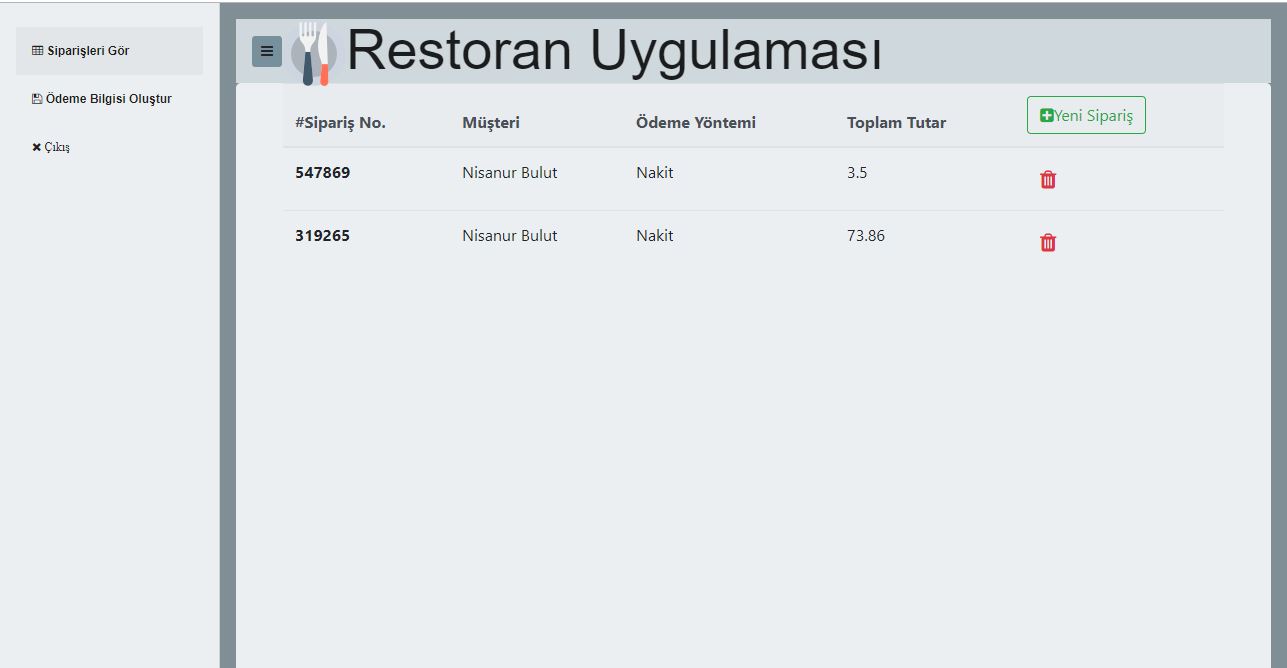 Siparişleri Gör
Ödeme Bilgisi Oluştur
Çıkış
Restoran Uygulaması
#Sipariş No. Müşteri Ödeme Yöntemi Toplam Tutar Yeni Sipariş
547869 Nisanur Bulut Nakit 3.5
319265 Nisanur Bulut Nakit 73.86